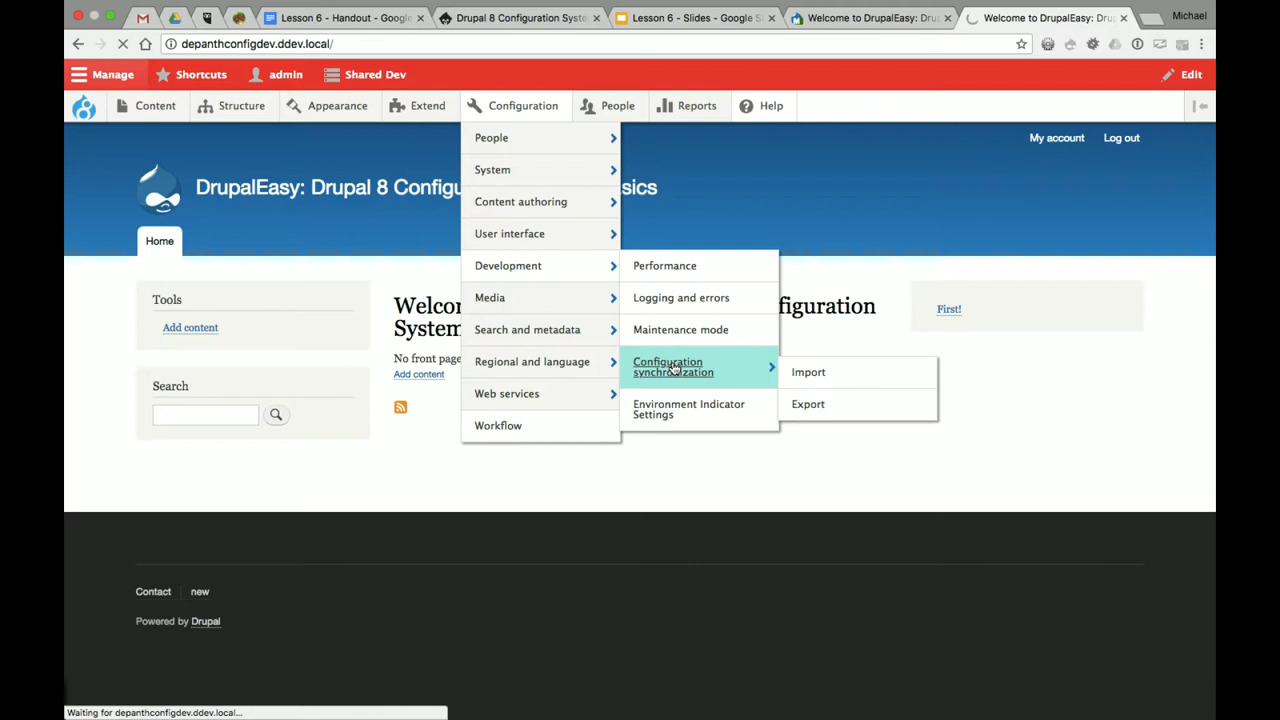 Lesson 6 - Handout - Google
Drupal 8 Configuration Syste
Lesson 6 - Slides - Google Sl
Welcome to DrupalEasy: Drup
Welcome to DrupalEasy: Drup
Michael
depanthconfigdev.ddev.local/
Manage
Shortcuts
admin
Shared Dev
Edit
Content
Structure
Appearance
Extend
Configuration
People
Reports
Help
My account
Log out
DrupalEasy: Drupal 8 Configu
sics
Home
People
System
Content authoring
User interface
Development
Media
Search and metadata
Regional and language
Web services
Workflow
Performance
Logging and errors
Maintenance mode
Configuration
synchronization
Environment Indicator
Settings
Import
Export
Tools
Add content
Search
Welcom
figuration
System
No front page
Add content
First!
Contact
new
Powered by Drupal
Waiting for depanthconfigdev.ddev.local...